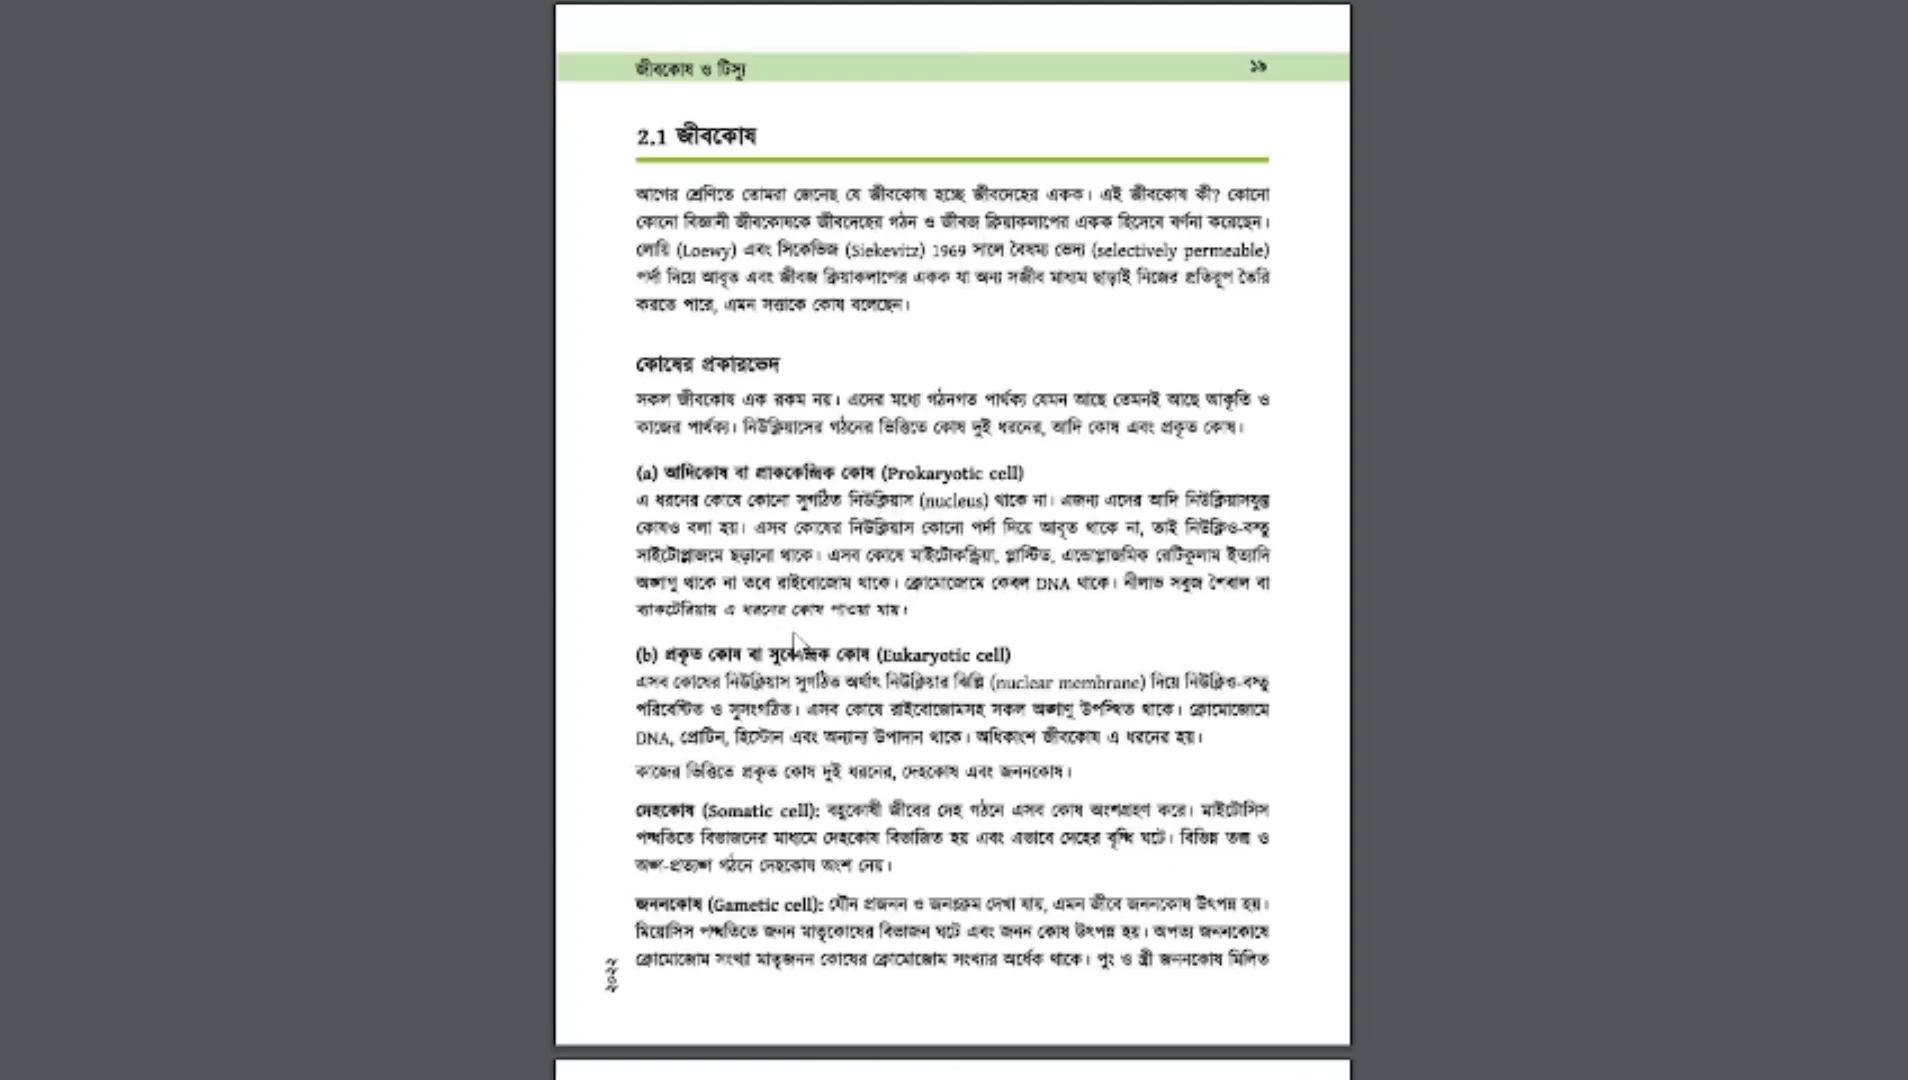 জীবকোষ ও টিস্যু
১৯
2.1 জীবকোষ
আগের শ্রেণিতে তোমরা জেনেছ যে জীবকোষ হচ্ছে জীবদেহের একক। এই জীবকোষ কী? কোনো
কোনো বিজ্ঞানী জীবকোষকে জীবদেহের গঠন ও জীবজ ক্রিয়াকলাপের একক হিসেবে বর্ণনা করেছেন।
লোয়ি (Loewy) এবং সিকেভিজ (Siekevitz) 1969 সালে বৈষম্য ভেদ্য (selectively permeable)
পর্দা দিয়ে আবৃত এবং জীবজ ক্রিয়াকলাপের একক যা অন্য সজীব মাধ্যম ছাড়াই নিজের প্রতিরূপ তৈরি
করতে পারে, এমন সত্তাকে কোষ বলেছেন।
কোষের প্রকারভেদ
সকল জীবকোষ এক রকম নয়। এদের মধ্যে গঠনগত পার্থক্য যেমন আছে তেমনই আছে আকৃতি ও
কাজের পার্থক্য। নিউক্লিয়াসের গঠনের ভিত্তিতে কোষ দুই ধরনের, আদি কোষ এবং প্রকৃত কোষ।
(a) আদিকোষ বা প্রাককেন্দ্রিক কোষ (Prokaryotic cell)
এ ধরনের কোষে কোনো সুগঠিত নিউক্লিয়াস (nucleus) থাকে না। এজন্য এদের আদি নিউক্লিয়াসযুক্ত
কোষও বলা হয়। এসব কোষের নিউক্লিয়াস কোনো পর্দা দিয়ে আবৃত থাকে না, তাই নিউক্লিও-বস্তু
সাইটোপ্লাজমে ছড়ানো থাকে। এসব কোষে মাইটোকন্ড্রিয়া, প্লাস্টিড, এন্ডোপ্লাজমিক রেটিকুলাম ইত্যাদি
অঙ্গাণু থাকে না তবে রাইবোজোম থাকে। ক্রোমোজোমে কেবল DNA থাকে। নীলাভ সবুজ শৈবাল বা
ব্যাকটেরিয়ায় এ ধরনের কোষ পাওয়া যায়।
(b) প্রকৃত কোষ বা সুকেন্দ্রিক কোষ (Eukaryotic cell)
এসব কোষের নিউক্লিয়াস সুগঠিত অর্থাৎ নিউক্লিয়ার ঝিল্লি (nuclear membrane) দিয়ে নিউক্লিও-বস্তু
পরিবেষ্টিত ও সুসংগঠিত। এসব কোষে রাইবোজোমসহ সকল অঙ্গাণু উপস্থিত থাকে। ক্রোমোজোমে
DNA, প্রোটিন, হিস্টোন এবং অন্যান্য উপাদান থাকে। অধিকাংশ জীবকোষ এ ধরনের হয়।
কাজের ভিত্তিতে প্রকৃত কোষ দুই ধরনের, দেহকোষ এবং জননকোষ।
দেহকোষ (Somatic cell): বহুকোষী জীবের দেহ গঠনে এসব কোষ অংশগ্রহণ করে। মাইটোসিস
পদ্ধতিতে বিভাজনের মাধ্যমে দেহকোষ বিভাজিত হয় এবং এভাবে দেহের বৃদ্ধি ঘটে। বিভিন্ন তন্ত্র ও
অঙ্গ-প্রত্যঙ্গ গঠনে দেহকোষ অংশ নেয়।
জননকোষ (Gametic cell): যৌন প্রজনন ও জনঃক্রম দেখা যায়, এমন জীবে জননকোষ উৎপন্ন হয়।
মিয়োসিস পদ্ধতিতে জনন মাতৃকোষের বিভাজন ঘটে এবং জনন কোষ উৎপন্ন হয়। অপত্য জননকোষে
ক্রোমোজোম সংখ্যা মাতৃজনন কোষের ক্রোমোজোম সংখ্যার অর্ধেক থাকে। পুং ও স্ত্রী জননকোষ মিলিত
২০২২